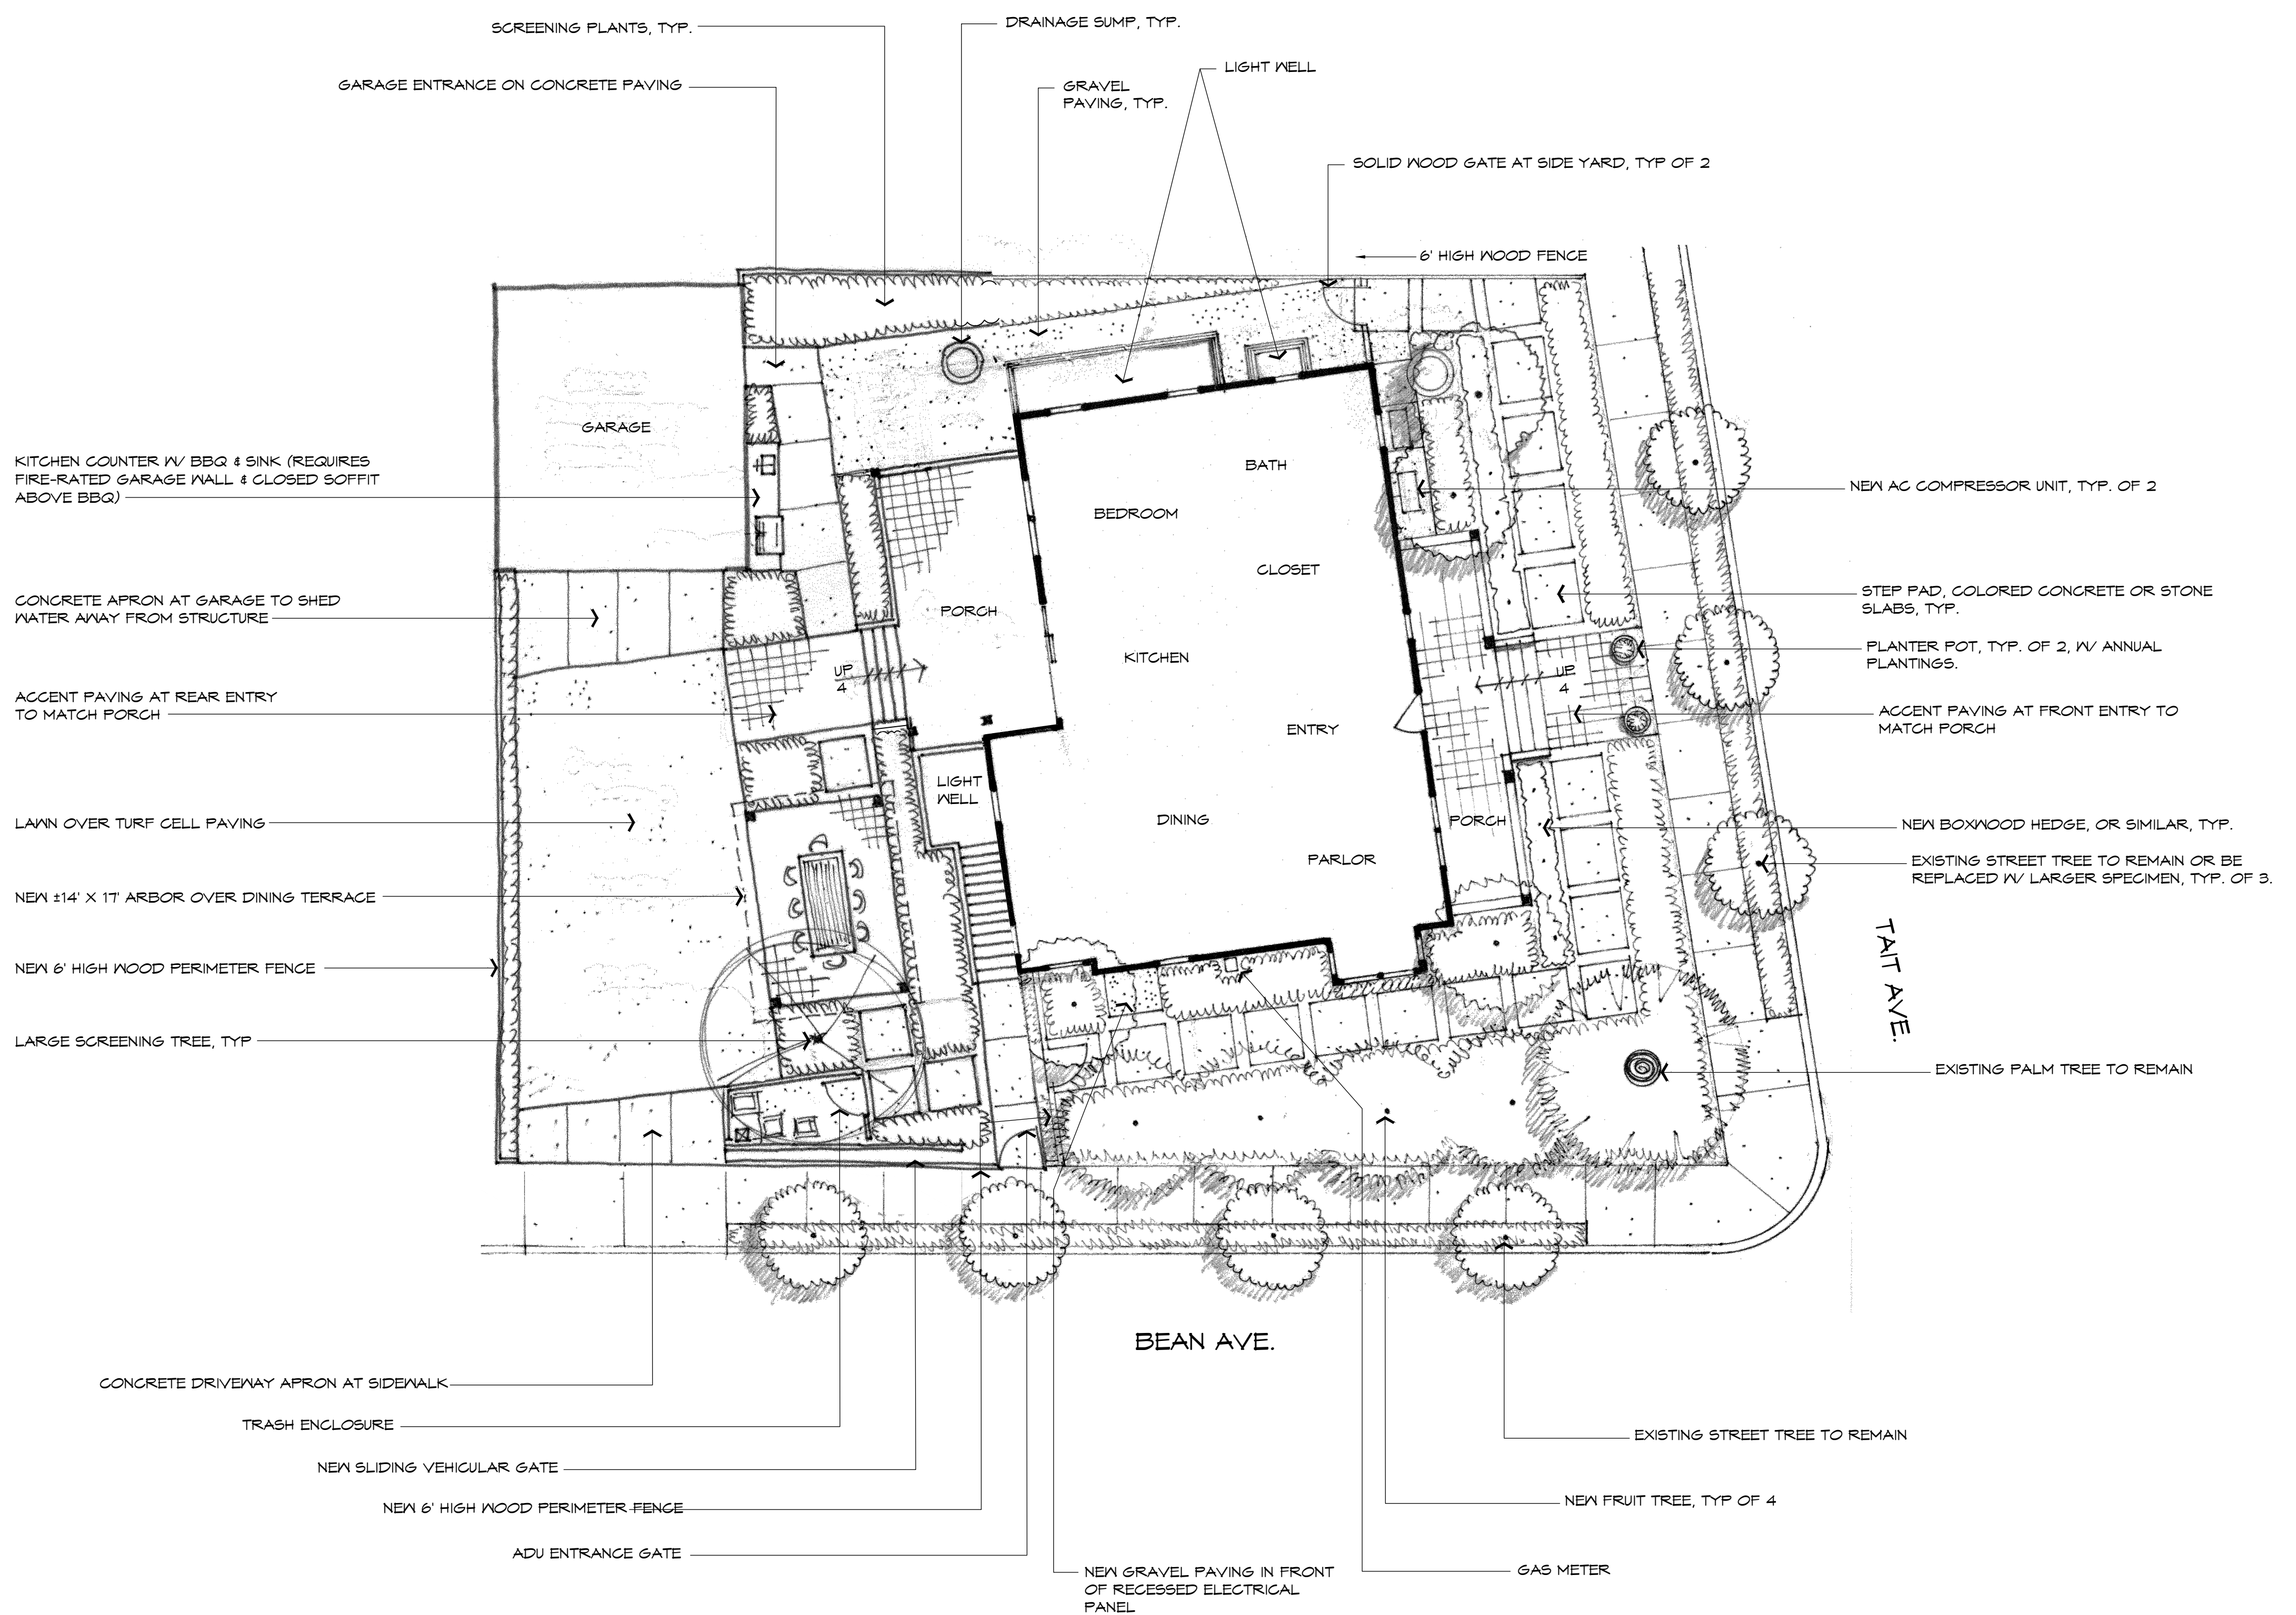 SCREENING PLANTS, TYP.
DRAINAGE SUMP, TYP.
GARAGE ENTRANCE ON CONCRETE PAVING
GRAVEL
PAVING, TYP.
LIGHT WELL
SOLID WOOD GATE AT SIDE YARD, TYP OF 2
6' HIGH WOOD FENCE
GARAGE
KITCHEN COUNTER W/ BBQ & SINK (REQUIRES
FIRE-RATED GARAGE WALL & CLOSED SOFFIT
ABOVE BBQ)
BATH
BEDROOM
CLOSET
NEW AC COMPRESSOR UNIT, TYP. OF 2
CONCRETE APRON AT GARAGE TO SHED
WATER AWAY FROM STRUCTURE
PORCH
STEP PAD, COLORED CONCRETE OR STONE
SLABS, TYP.
KITCHEN
UP
4
UP
4
PLANTER POT, TYP. OF 2, W/ ANNUAL
PLANTINGS.
ACCENT PAVING AT REAR ENTRY
TO MATCH PORCH
ENTRY
ACCENT PAVING AT FRONT ENTRY TO
MATCH PORCH
LIGHT
WELL
LAWN OVER TURF CELL PAVING
DINING
PORCH
PARLOR
NEW BOXWOOD HEDGE, OR SIMILAR, TYP.
EXISTING STREET TREE TO REMAIN OR BE
REPLACED W/ LARGER SPECIMEN, TYP. OF 3.
NEW ±14' X 17' ARBOR OVER DINING TERRACE
TAIT AVE.
NEW 6' HIGH WOOD PERIMETER FENCE
LARGE SCREENING TREE, TYP
EXISTING PALM TREE TO REMAIN
BEAN AVE.
CONCRETE DRIVEWAY APRON AT SIDEWALK
TRASH ENCLOSURE
EXISTING STREET TREE TO REMAIN
NEW SLIDING VEHICULAR GATE
NEW 6' HIGH WOOD PERIMETER FENCE
NEW FRUIT TREE, TYP OF 4
ADU ENTRANCE GATE
NEW GRAVEL PAVING IN FRONT
OF RECESSED ELECTRICAL
PANEL
GAS METER